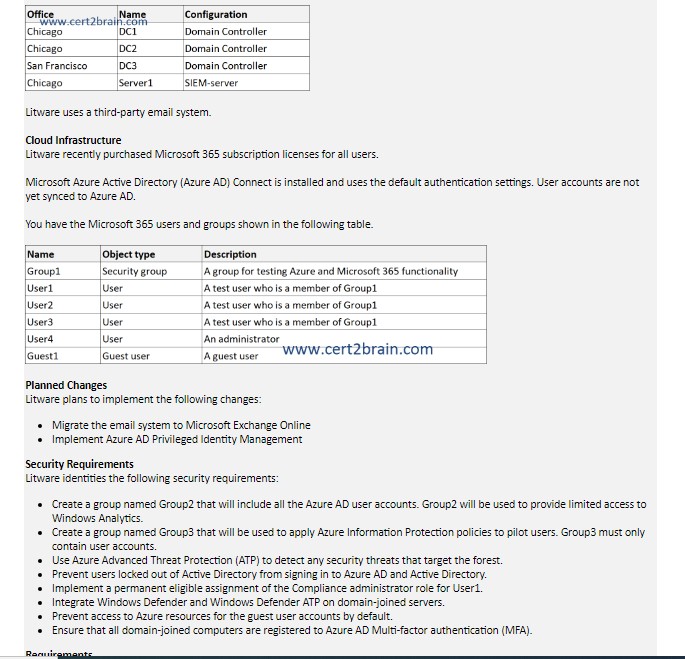 Office Name Configuration
www.cert2brain.com
Chicago DC1 Domain Controller
Chicago DC2 Domain Controller
San Francisco DC3 Domain Controller
Chicago Server1 SIEM-server
Litware uses a third-party email system.
Cloud Infrastructure
Litware recently purchased Microsoft 365 subscription licenses for all users.
Microsoft Azure Active Directory (Azure AD) Connect is installed and uses the default authentication settings. User accounts are not
yet synced to Azure AD.
You have the Microsoft 365 users and groups shown in the following table.
Name Object type Description
Group1 Security group A group for testing Azure and Microsoft 365 functionality
User1 User A test user who is a member of Group1
User2 User A test user who is a member of Group1
User3 User A test user who is a member of Group1
User4 User An administrator
www.cert2brain.com
Guest1 Guest user A guest user
Planned Changes
Litware plans to implement the following changes:
• Migrate the email system to Microsoft Exchange Online
• Implement Azure AD Privileged Identity Management
Security Requirements
Litware identities the following security requirements:
• Create a group named Group2 that will include all the Azure AD user accounts. Group2 will be used to provide limited access to
Windows Analytics.
• Create a group named Group3 that will be used to apply Azure Information Protection policies to pilot users. Group3 must only
contain user accounts.
• Use Azure Advanced Threat Protection (ATP) to detect any security threats that target the forest.
• Prevent users locked out of Active Directory from signing in to Azure AD and Active Directory.
• Implement a permanent eligible assignment of the Compliance administrator role for User1.
• Integrate Windows Defender and Windows Defender ATP on domain-joined servers.
• Prevent access to Azure resources for the guest user accounts by default.
• Ensure that all domain-joined computers are registered to Azure AD Multi-factor authentication (MFA).
Requirements